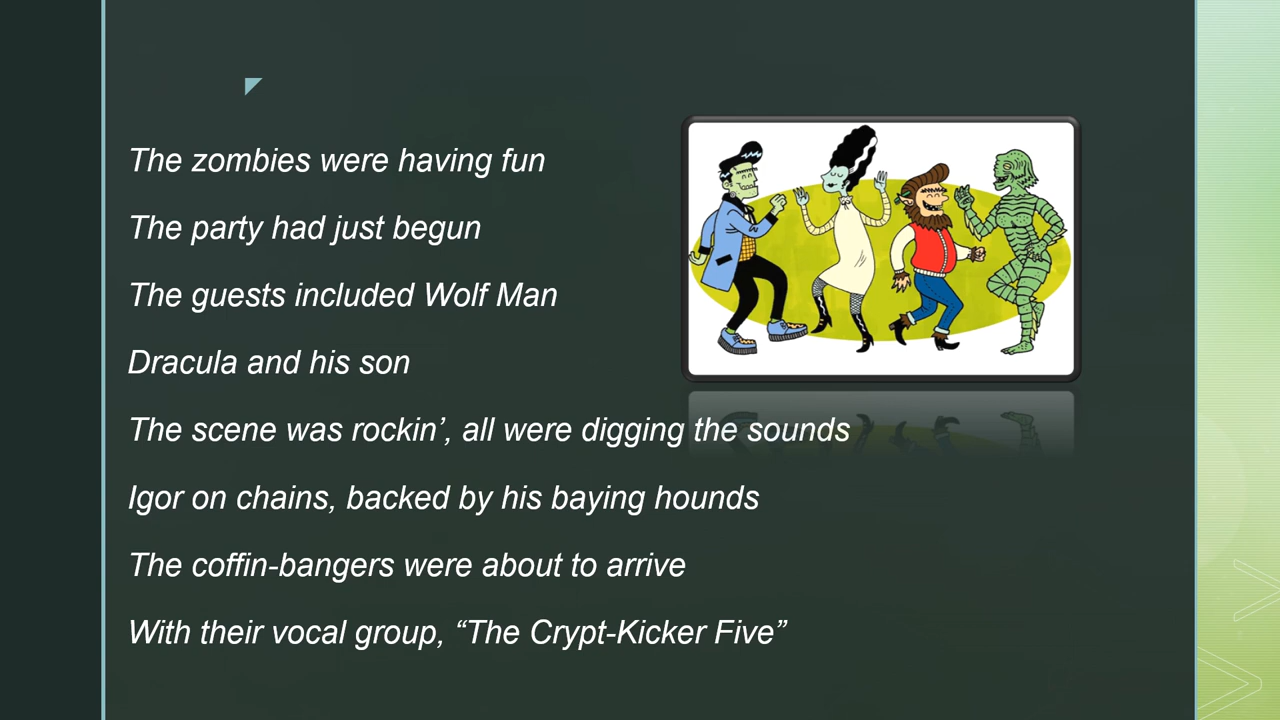 The zombies were having fun
The party had just begun
The guests included Wolf Man
Dracula and his son
The scene was rockin’, all were digging the sounds
Igor on chains, backed by his baying hounds
The coffin-bangers were about to arrive
With their vocal group, “The Crypt-Kicker Five”